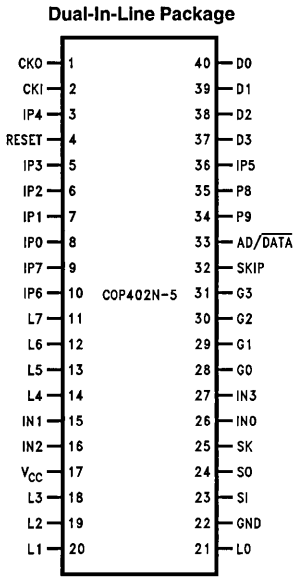 Dual-In-Line Package
CKO 1 40 D0
CKI 2 39 D1
IP4 3 38 D2
RESET 4 37 D3
IP3 5 36 IP5
IP2 6 35 P8
IP1 7 34 P9
IP0 8 33 AD/DATA
IP7 9 32 SKIP
IP6 10 COP402N-5 31 G3
L7 11 30 G2
L6 12 29 G1
L5 13 28 G0
L4 14 27 IN3
IN1 15 26 IN0
IN2 16 25 SK
VCC 17 24 SO
L3 18 23 SI
L2 19 22 GND
L1 20 21 L0